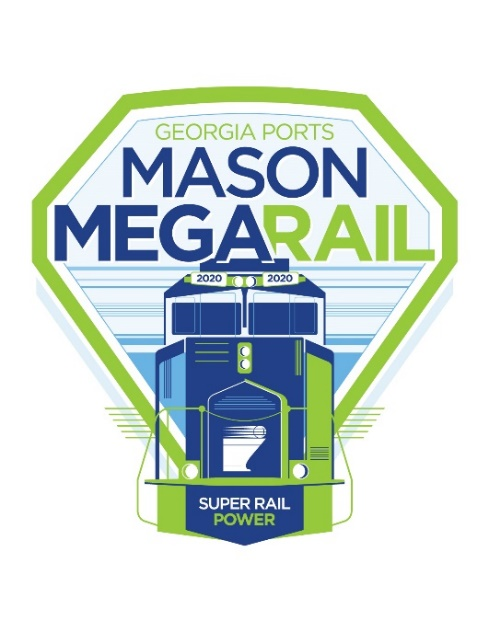 GEORGIA PORTS
MASON
MEGARAIL
2020 2020
SUPER RAIL
POWER